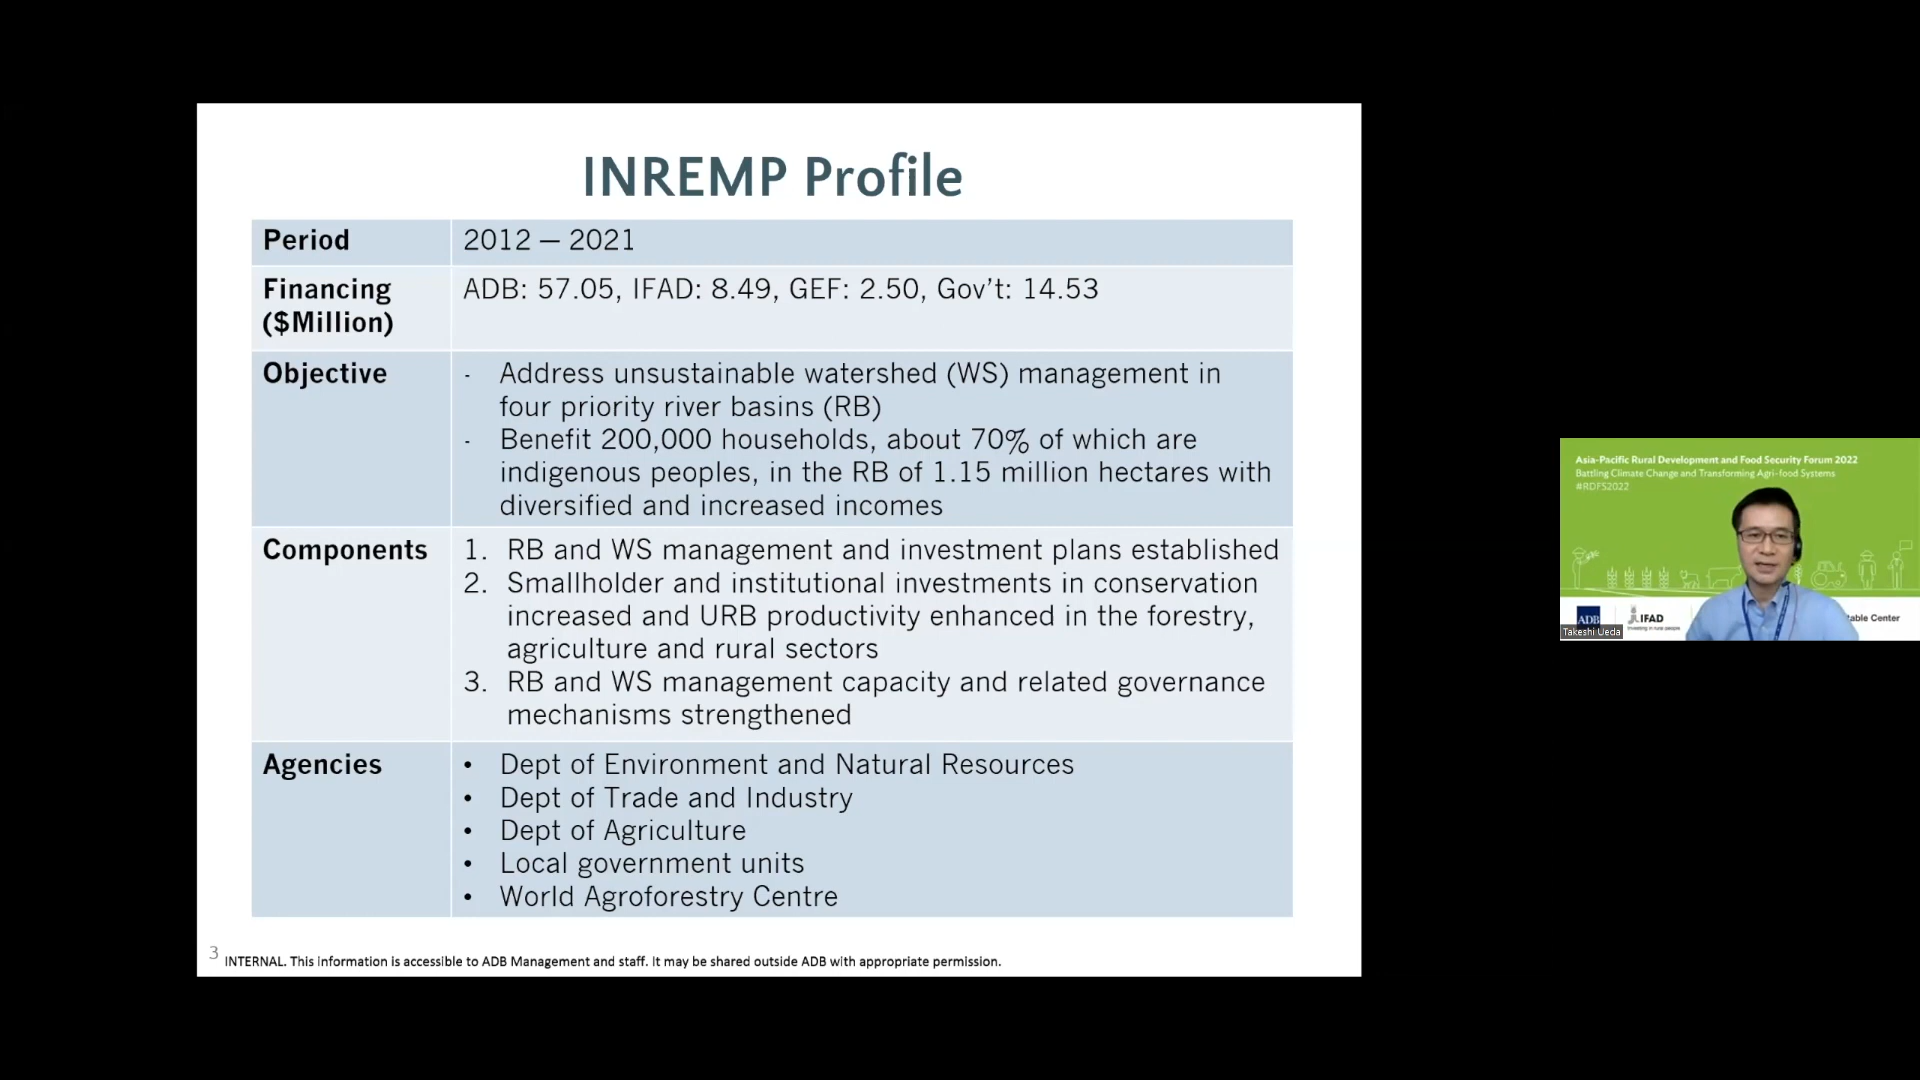 INREMP Profile
Period
2012 – 2021
Financing
($Million)
ADB: 57.05, IFAD: 8.49, GEF: 2.50, Gov’t: 14.53
Objective
- Address unsustainable watershed (WS) management in
four priority river basins (RB)
- Benefit 200,000 households, about 70% of which are
indigenous peoples, in the RB of 1.15 million hectares with
diversified and increased incomes
Components
1. RB and WS management and investment plans established
2. Smallholder and institutional investments in conservation
increased and URB productivity enhanced in the forestry,
agriculture and rural sectors
3. RB and WS management capacity and related governance
mechanisms strengthened
Agencies
• Dept of Environment and Natural Resources
• Dept of Trade and Industry
• Dept of Agriculture
• Local government units
• World Agroforestry Centre
3
INTERNAL. This information is accessible to ADB Management and staff. It may be shared outside ADB with appropriate permission.
Asia-Pacific Rural Development and Food Security Forum 2022
Battling Climate Change and Transforming Agri-food Systems
#RDFS2022
ADB
IFAD
Investing in rural people
table Center
Takeshi Ueda